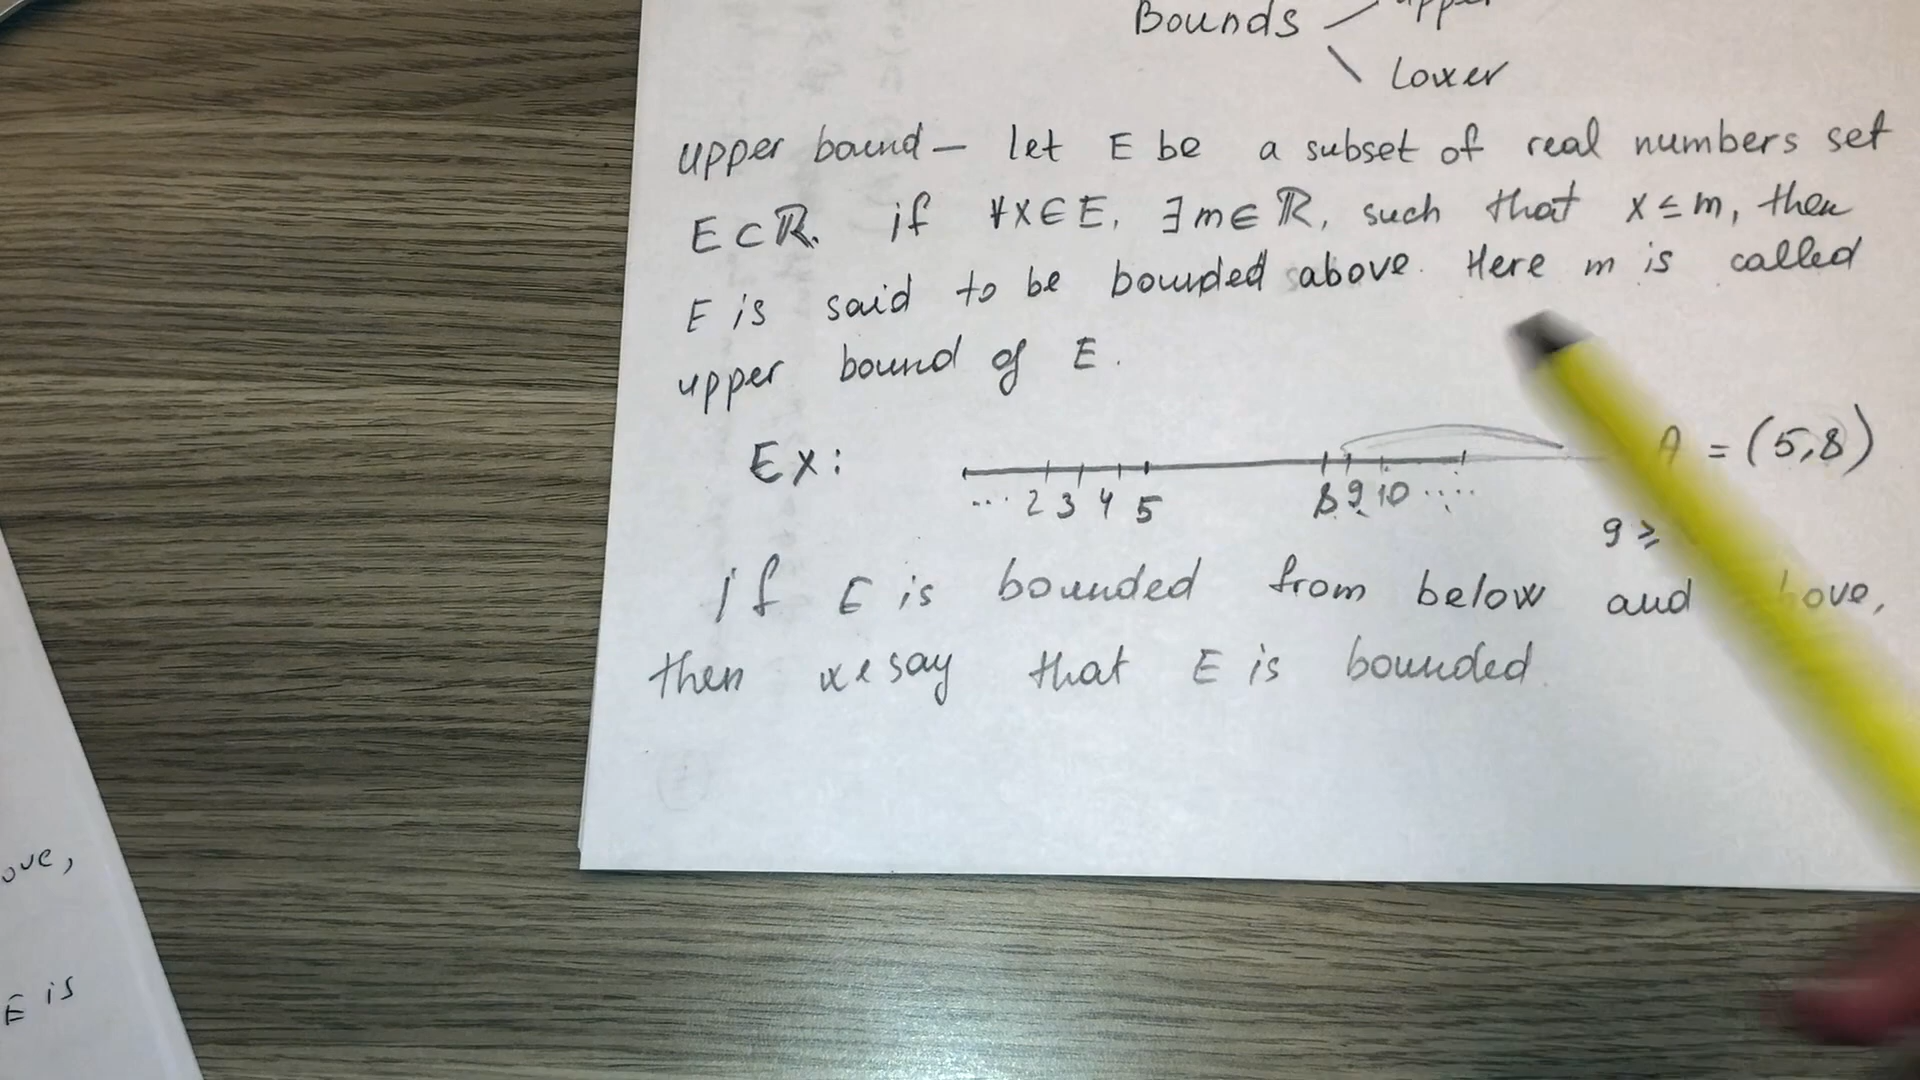 Bounds upper
Lower
upper bound — let E be a subset of real numbers set
E⊂ℝ. if ∀x∈E, ∃m∈ℝ, such that x≤m, then
E is said to be bounded above. Here m is called
upper bound of E.
Ex: A = (5,8)
.... 2 3 4 5 8 9 10 .....
9 ≥
if E is bounded from below and
then we say that E is bounded.
ove,
E is